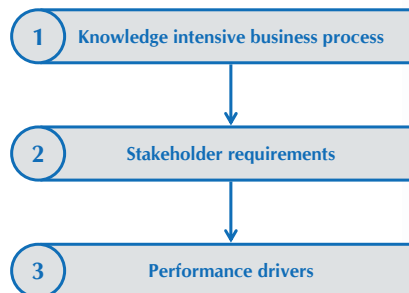 1 Knowledge intensive business process
2 Stakeholder requirements
3 Performance drivers